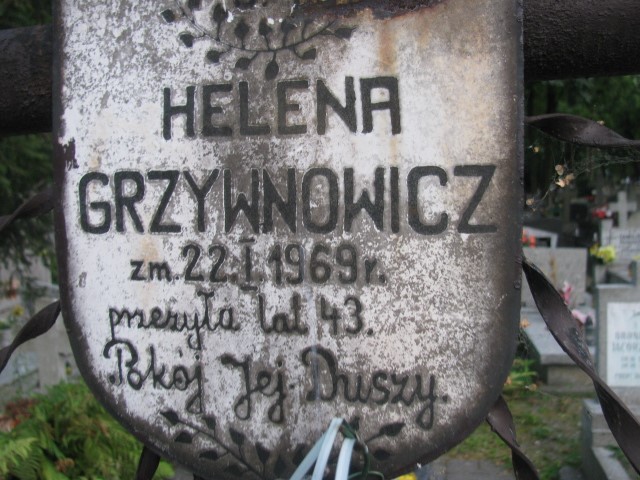 HELENA
GRZYWNOWICZ
zm. 22. I. 1969 r.
przeżyła lat 43.
Pokój Jej Duszy.